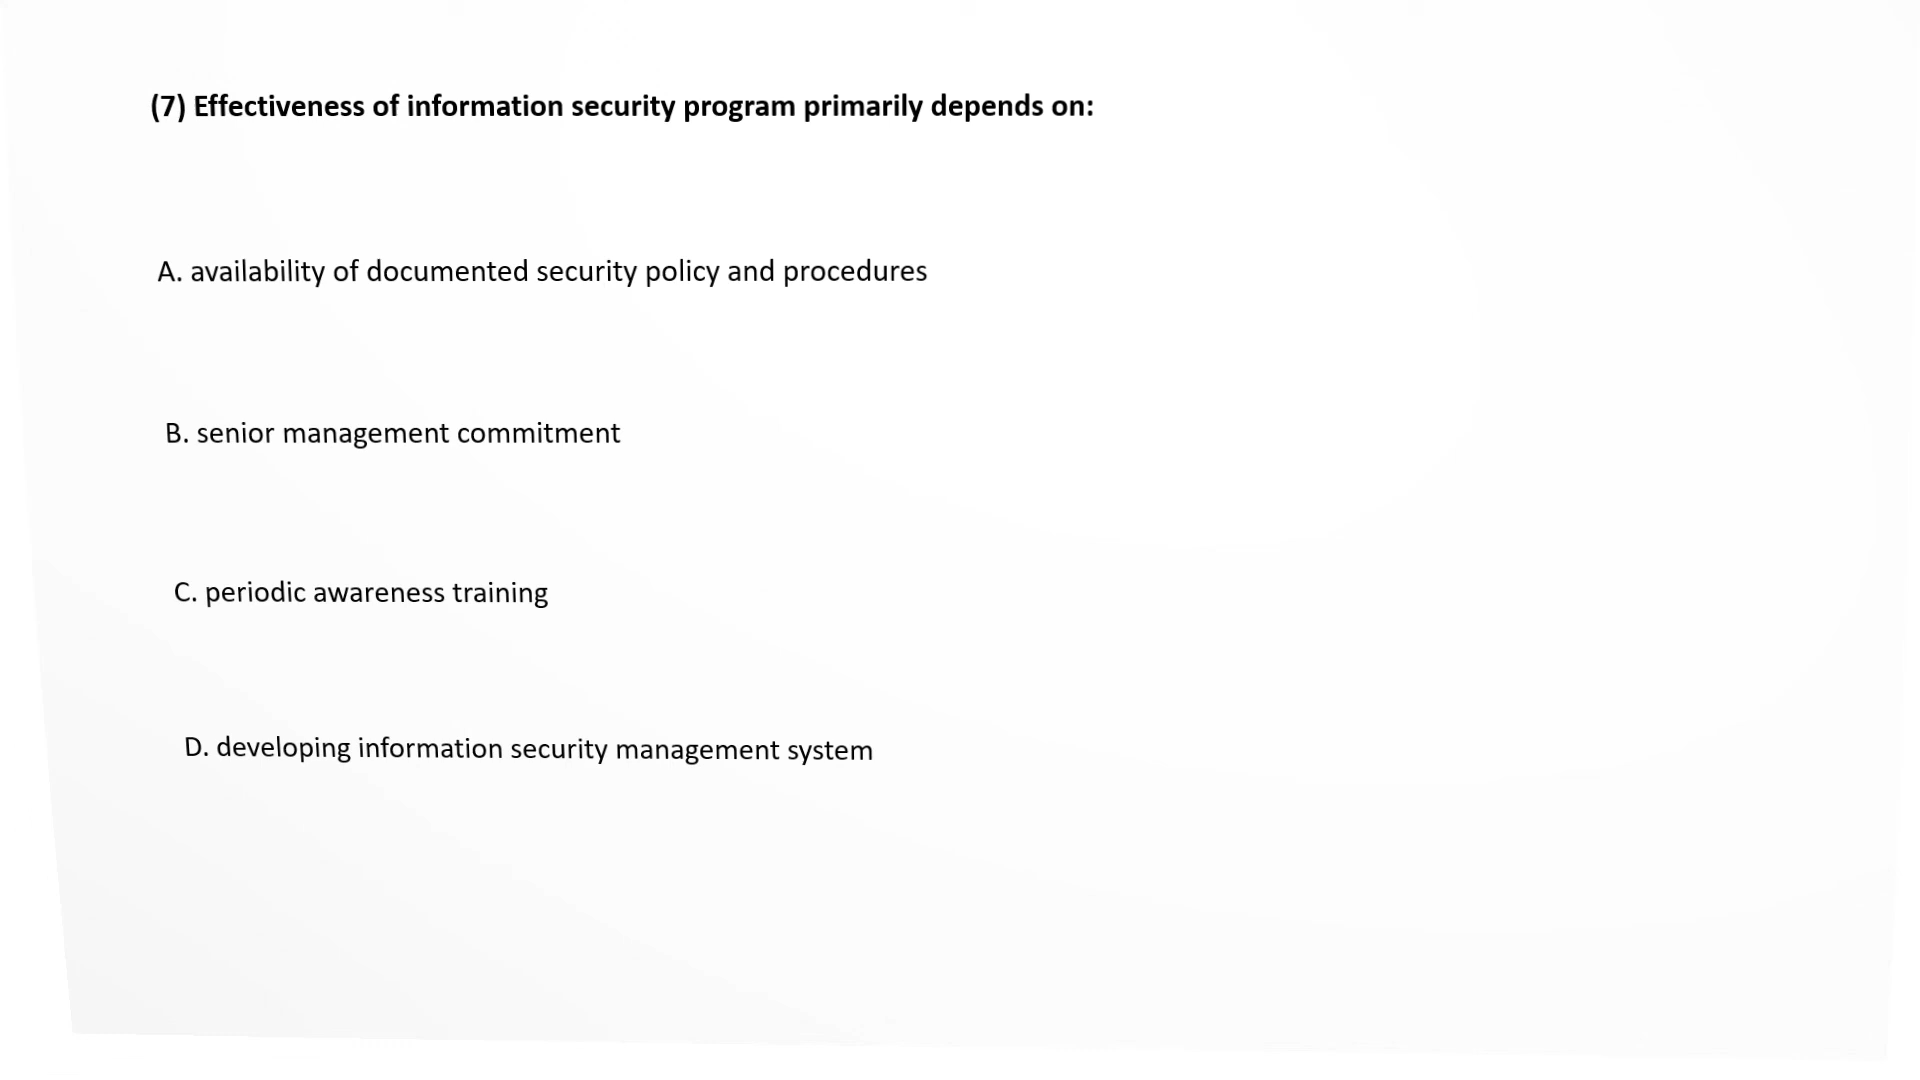 (7) Effectiveness of information security program primarily depends on:
A. availability of documented security policy and procedures
B. senior management commitment
C. periodic awareness training
D. developing information security management system